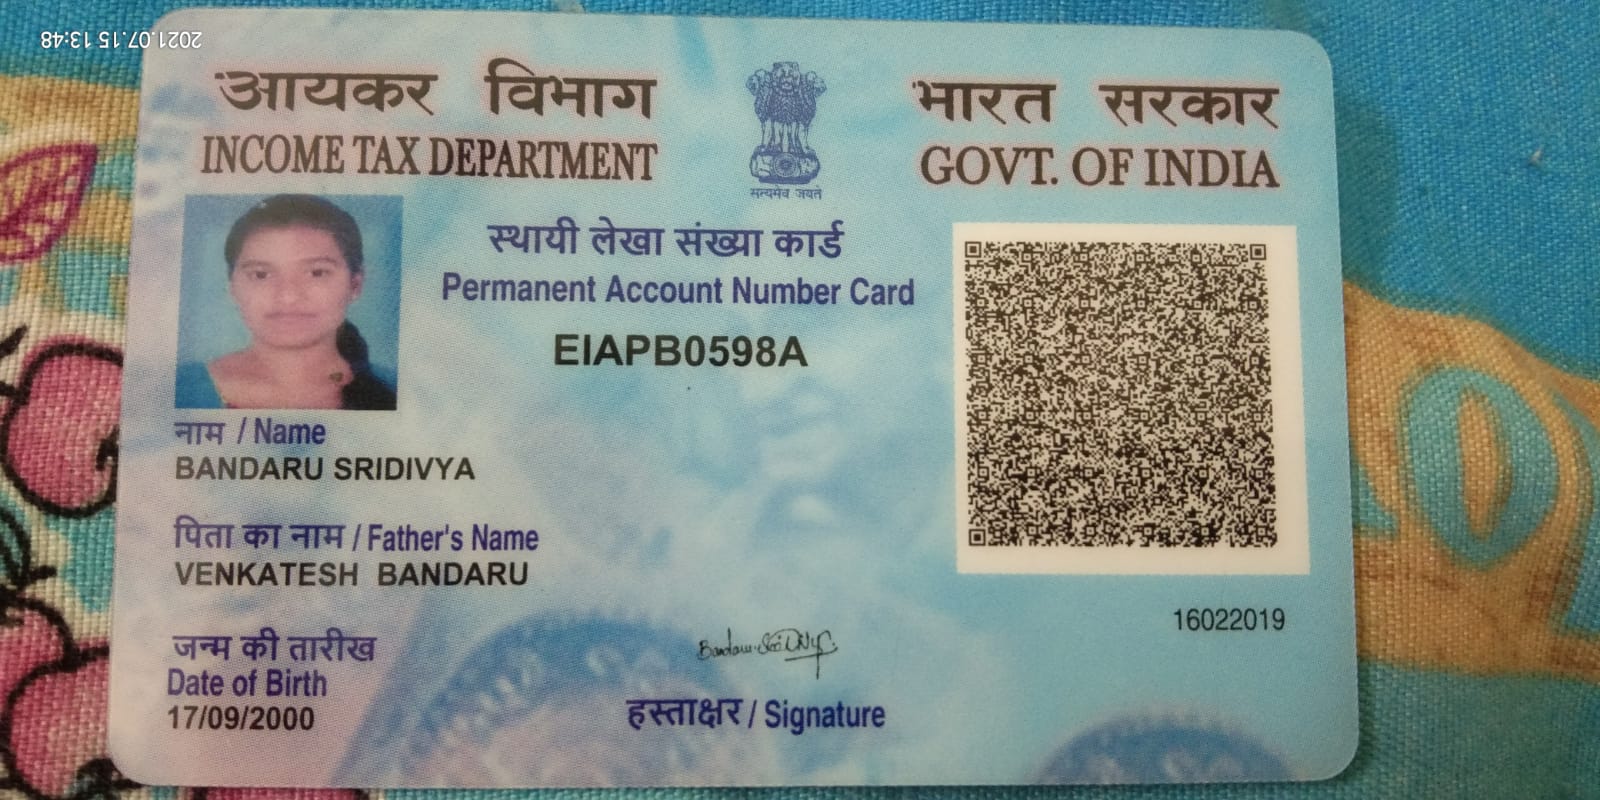 2021.07.15 13:48
आयकर विभाग
INCOME TAX DEPARTMENT
सत्यमेव जयते
भारत सरकार
GOVT. OF INDIA
स्थायी लेखा संख्या कार्ड
Permanent Account Number Card
EIAPB0598A
नाम / Name
BANDARU SRIDIVYA
पिता का नाम / Father's Name
VENKATESH BANDARU
जन्म की तारीख
Date of Birth
17/09/2000
हस्ताक्षर / Signature
16022019